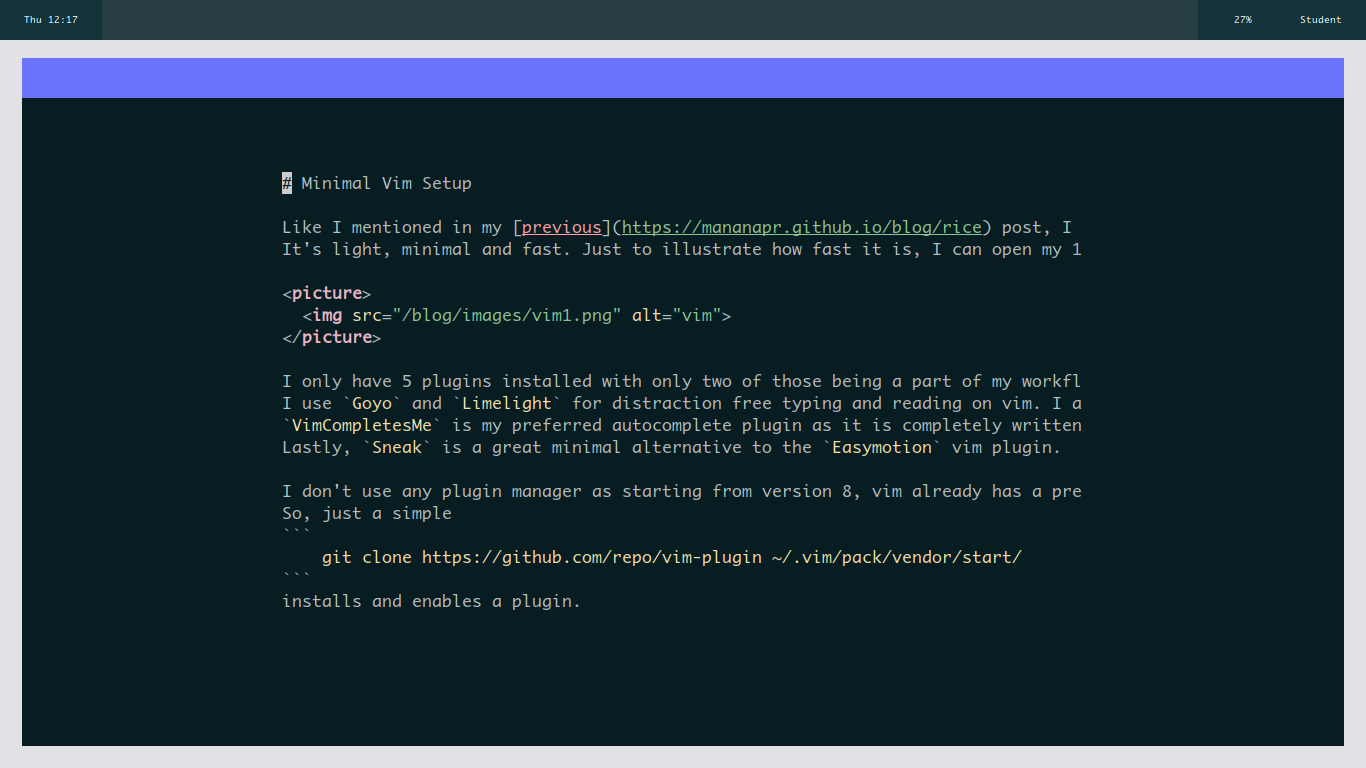 Thu 12:17
27%
Student
# Minimal Vim Setup
Like I mentioned in my [previous](https://mananapr.github.io/blog/rice) post, I
It's light, minimal and fast. Just to illustrate how fast it is, I can open my 1
<picture>
  <img src="/blog/images/vim1.png" alt="vim">
</picture>
I only have 5 plugins installed with only two of those being a part of my workfl
I use `Goyo` and `Limelight` for distraction free typing and reading on vim. I a
`VimCompletesMe` is my preferred autocomplete plugin as it is completely written
Lastly, `Sneak` is a great minimal alternative to the `Easymotion` vim plugin.
I don't use any plugin manager as starting from version 8, vim already has a pre
So, just a simple
```
    git clone https://github.com/repo/vim-plugin ~/.vim/pack/vendor/start/
```
installs and enables a plugin.